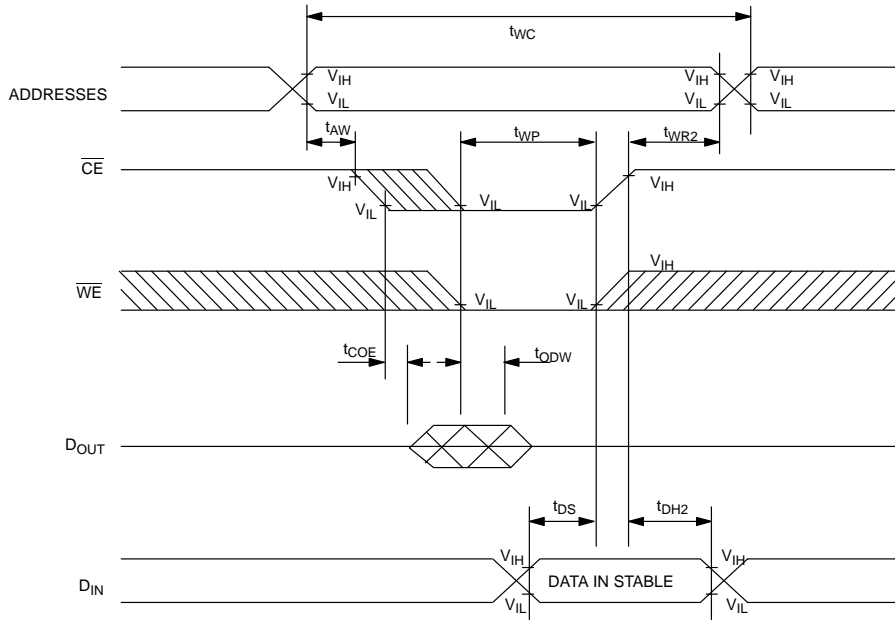 tWC
VIH VIH VIH
ADDRESSES
VIL VIL VIL
tAW tWP tWR2
CE
VIH VIH
VIL VIL VIL
VIH
WE
VIL VIL
tCOE tODW
DOUT
tDS tDH2
VIH VIH
DIN DATA IN STABLE
VIL VIL